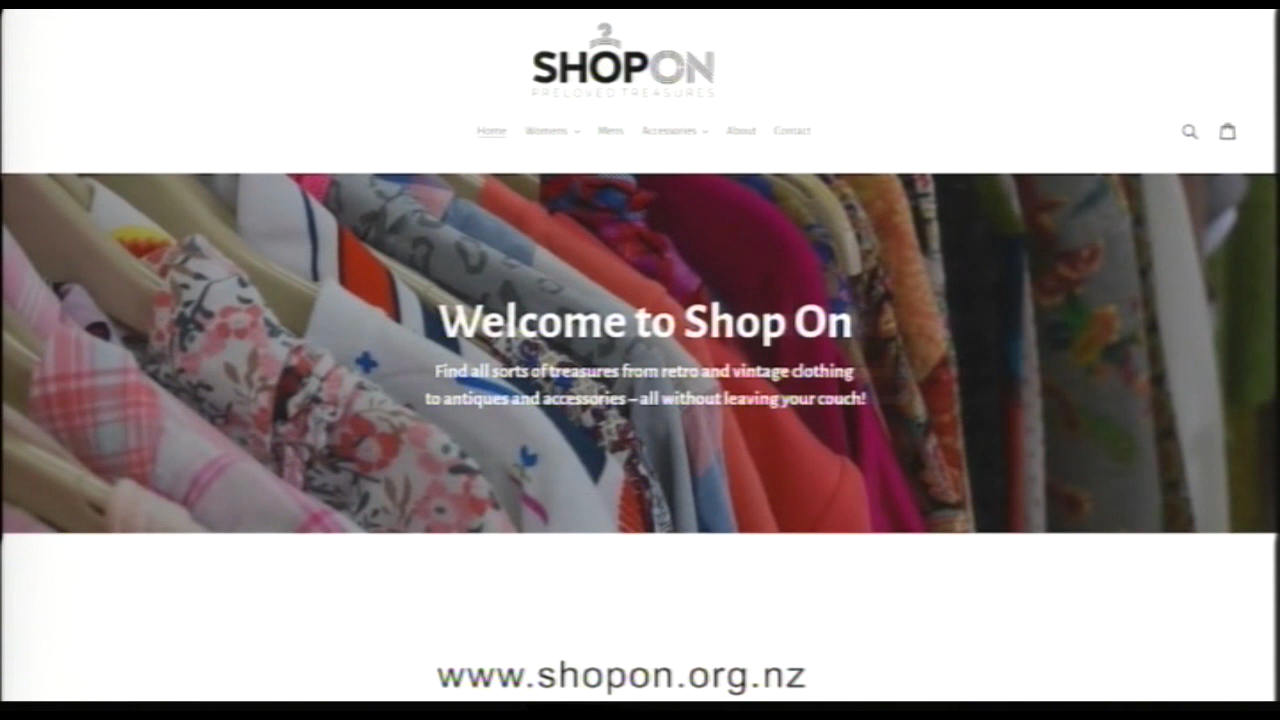 SHOPON
PRELOVED TREASURES
Home Womens Mens Accessories About Contact
Welcome to Shop On
Find all sorts of treasures from retro and vintage clothing
to antiques and accessories – all without leaving your couch!
www.shopon.org.nz